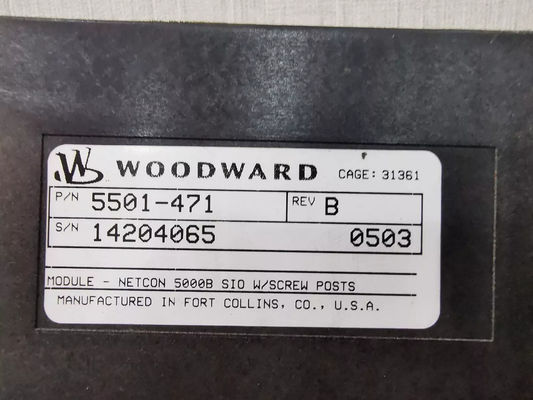 W WOODWARD CAGE: 31361
P/N 5501-471 REV B
S/N 14204065 0503
MODULE - NETCON 5000B SIO W/SCREW POSTS
MANUFACTURED IN FORT COLLINS, CO., U.S.A.